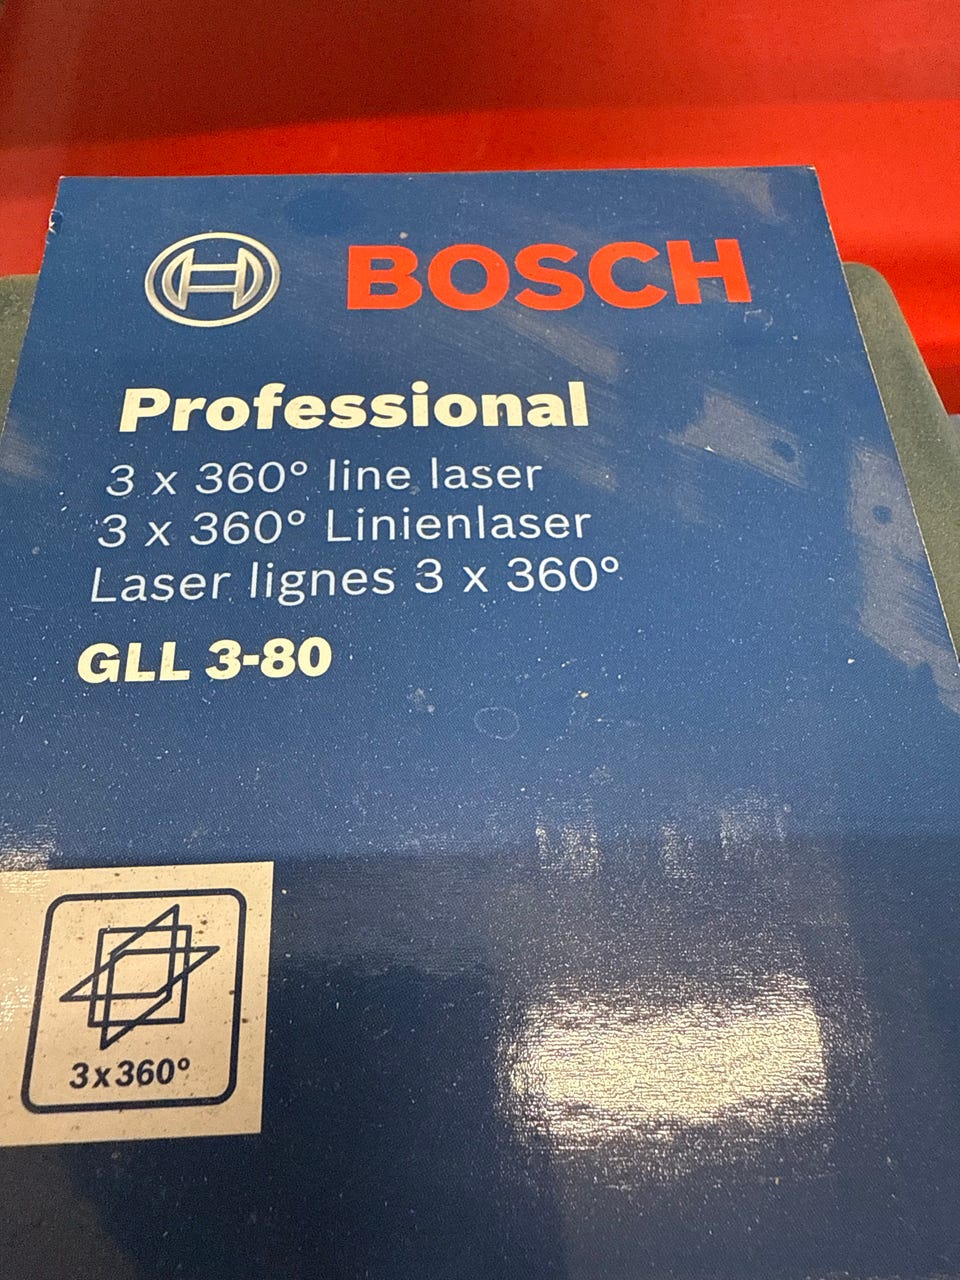 BOSCH
Professional
3 x 360° line laser
3 x 360° Linienlaser
Laser lignes 3 x 360°
GLL 3-80
3x360°